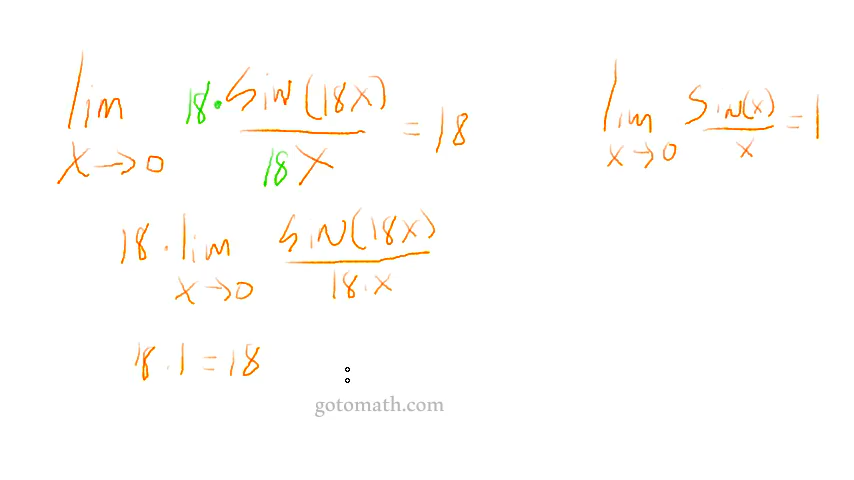 lim x→0 18·sin(18x)/18x = 18
lim x→0 sin(x)/x = 1
18·lim x→0 sin(18x)/18·x
18·1=18
gotomath.com